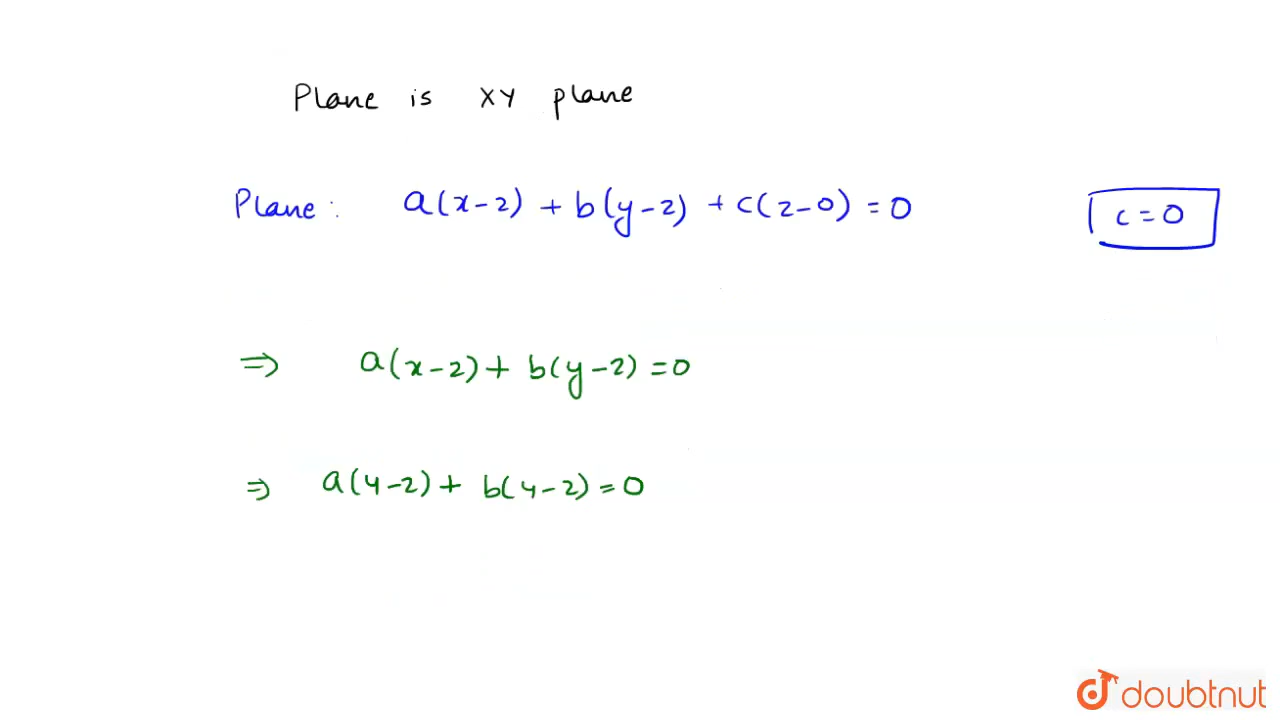 Plane is XY plane
Plane: a(x-2) + b(y-2) + c(z-0) = 0
c = 0
⇒ a(x-2) + b(y-2) = 0
⇒ a(4-2) + b(4-2) = 0
doubtnut